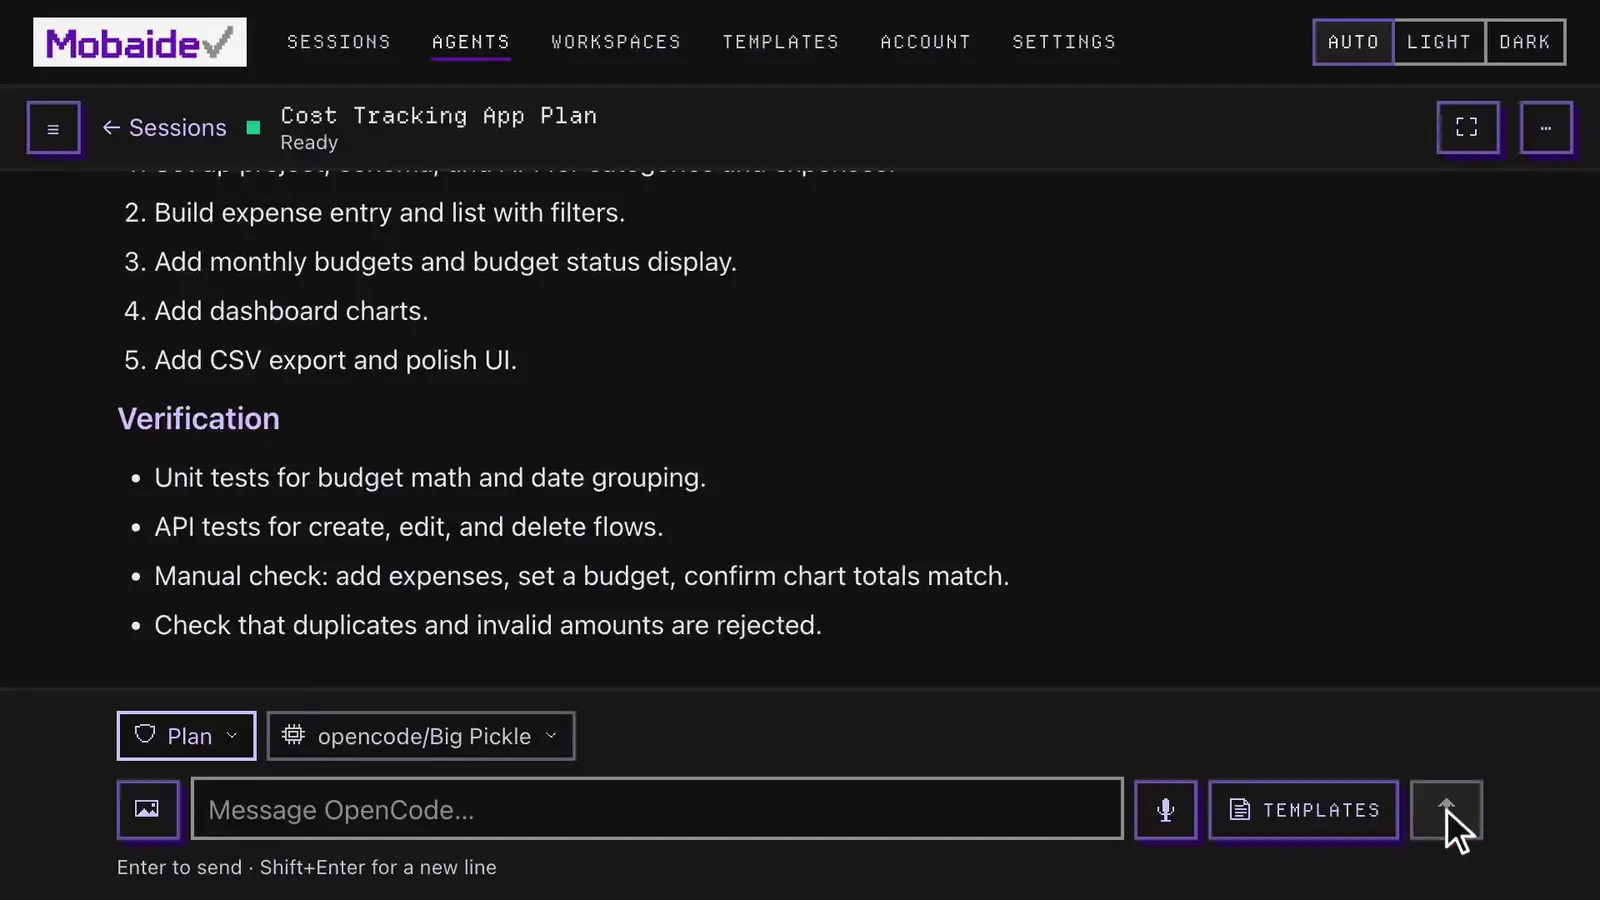 Mobaide
SESSIONS
AGENTS
WORKSPACES
TEMPLATES
ACCOUNT
SETTINGS
AUTO
LIGHT
DARK
← Sessions
Cost Tracking App Plan
Ready
2. Build expense entry and list with filters.
3. Add monthly budgets and budget status display.
4. Add dashboard charts.
5. Add CSV export and polish UI.
Verification
• Unit tests for budget math and date grouping.
• API tests for create, edit, and delete flows.
• Manual check: add expenses, set a budget, confirm chart totals match.
• Check that duplicates and invalid amounts are rejected.
Plan
opencode/Big Pickle
Message OpenCode...
TEMPLATES
Enter to send · Shift+Enter for a new line